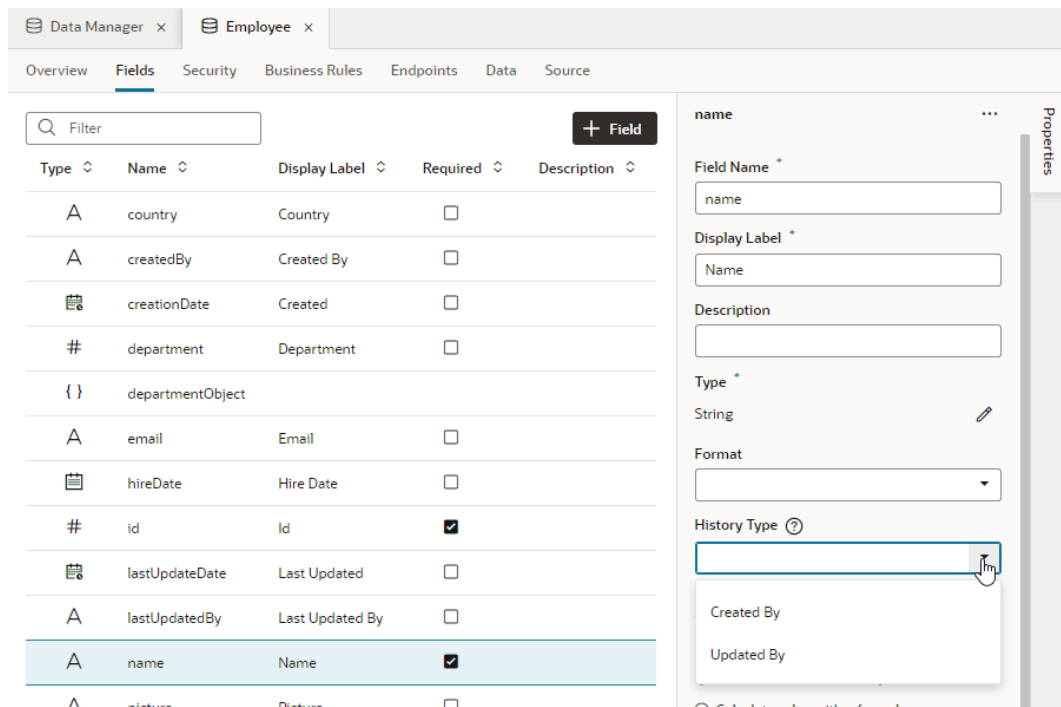 Data Manager × Employee ×
Overview Fields Security Business Rules Endpoints Data Source
Filter
+ Field
Type Name Display Label Required Description
A country Country
A createdBy Created By
creationDate Created
# department Department
{ } departmentObject
A email Email
hireDate Hire Date
# id Id
lastUpdateDate Last Updated
A lastUpdatedBy Last Updated By
A name Name
name
Field Name *
name
Display Label *
Name
Description
Type *
String
Format
History Type ?
Created By
Updated By
Properties